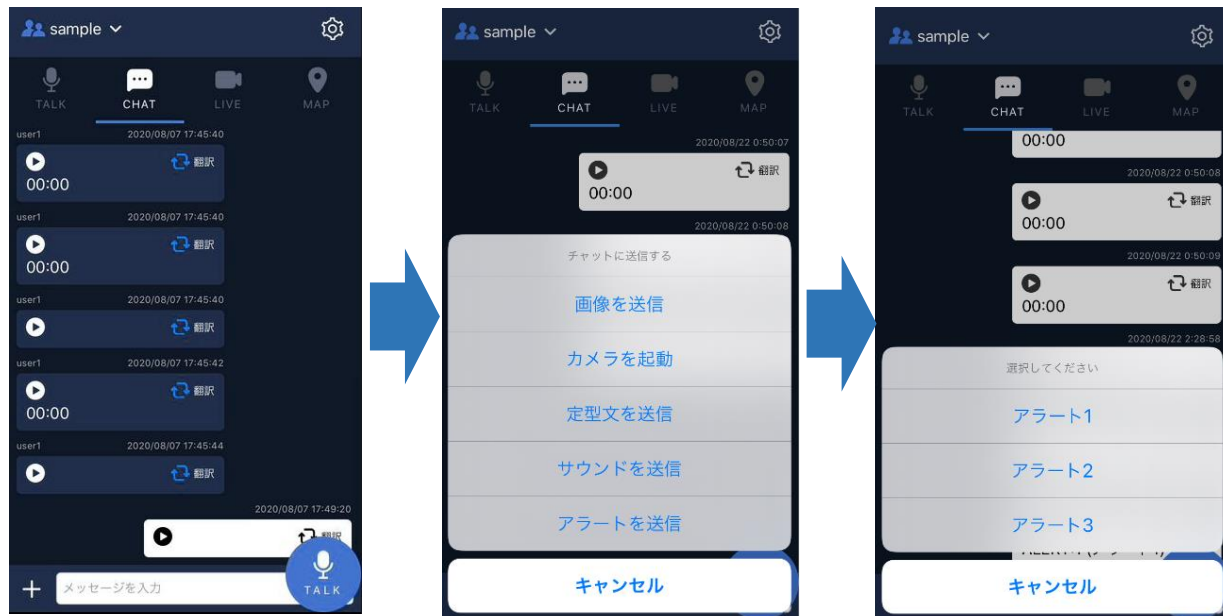 sample
TALK CHAT LIVE MAP
user1 2020/08/07 17:45:40
翻訳
00:00
user1 2020/08/07 17:45:40
翻訳
00:00
user1 2020/08/07 17:45:40
翻訳
user1 2020/08/07 17:45:42
翻訳
00:00
user1 2020/08/07 17:45:44
翻訳
2020/08/07 17:49:20
メッセージを入力
TALK
sample
TALK CHAT LIVE MAP
2020/08/22 0:50:07
翻訳
00:00
2020/08/22 0:50:08
チャットに送信する
画像を送信
カメラを起動
定型文を送信
サウンドを送信
アラートを送信
キャンセル
sample
TALK CHAT LIVE MAP
00:00
2020/08/22 0:50:08
翻訳
00:00
2020/08/22 0:50:09
翻訳
00:00
2020/08/22 2:28:58
選択してください
アラート1
アラート2
アラート3
キャンセル